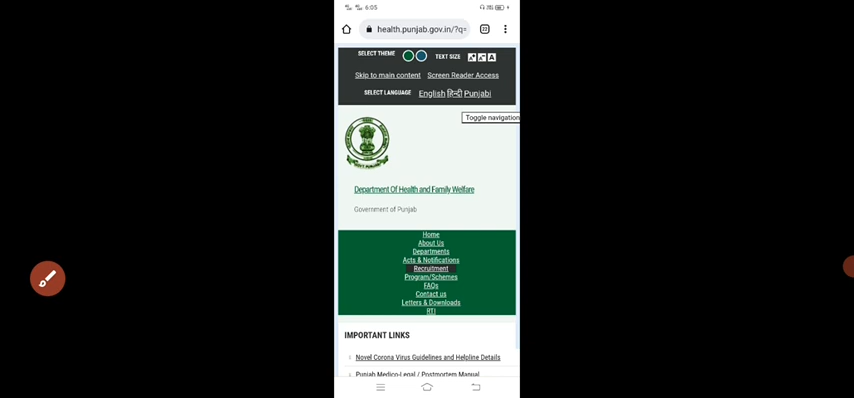 6:05
health.punjab.gov.in/?q=
22
SELECT THEME
TEXT SIZE
A
Skip to main content Screen Reader Access
SELECT LANGUAGE English हिन्दी Punjabi
Toggle navigation
Department Of Health and Family Welfare
Government of Punjab
Home
About Us
Departments
Acts & Notifications
Recruitment
Program/Schemes
FAQs
Contact us
Letters & Downloads
RTI
IMPORTANT LINKS
Novel Corona Virus Guidelines and Helpline Details
Punjab Medico-Legal / Postmortem Manual